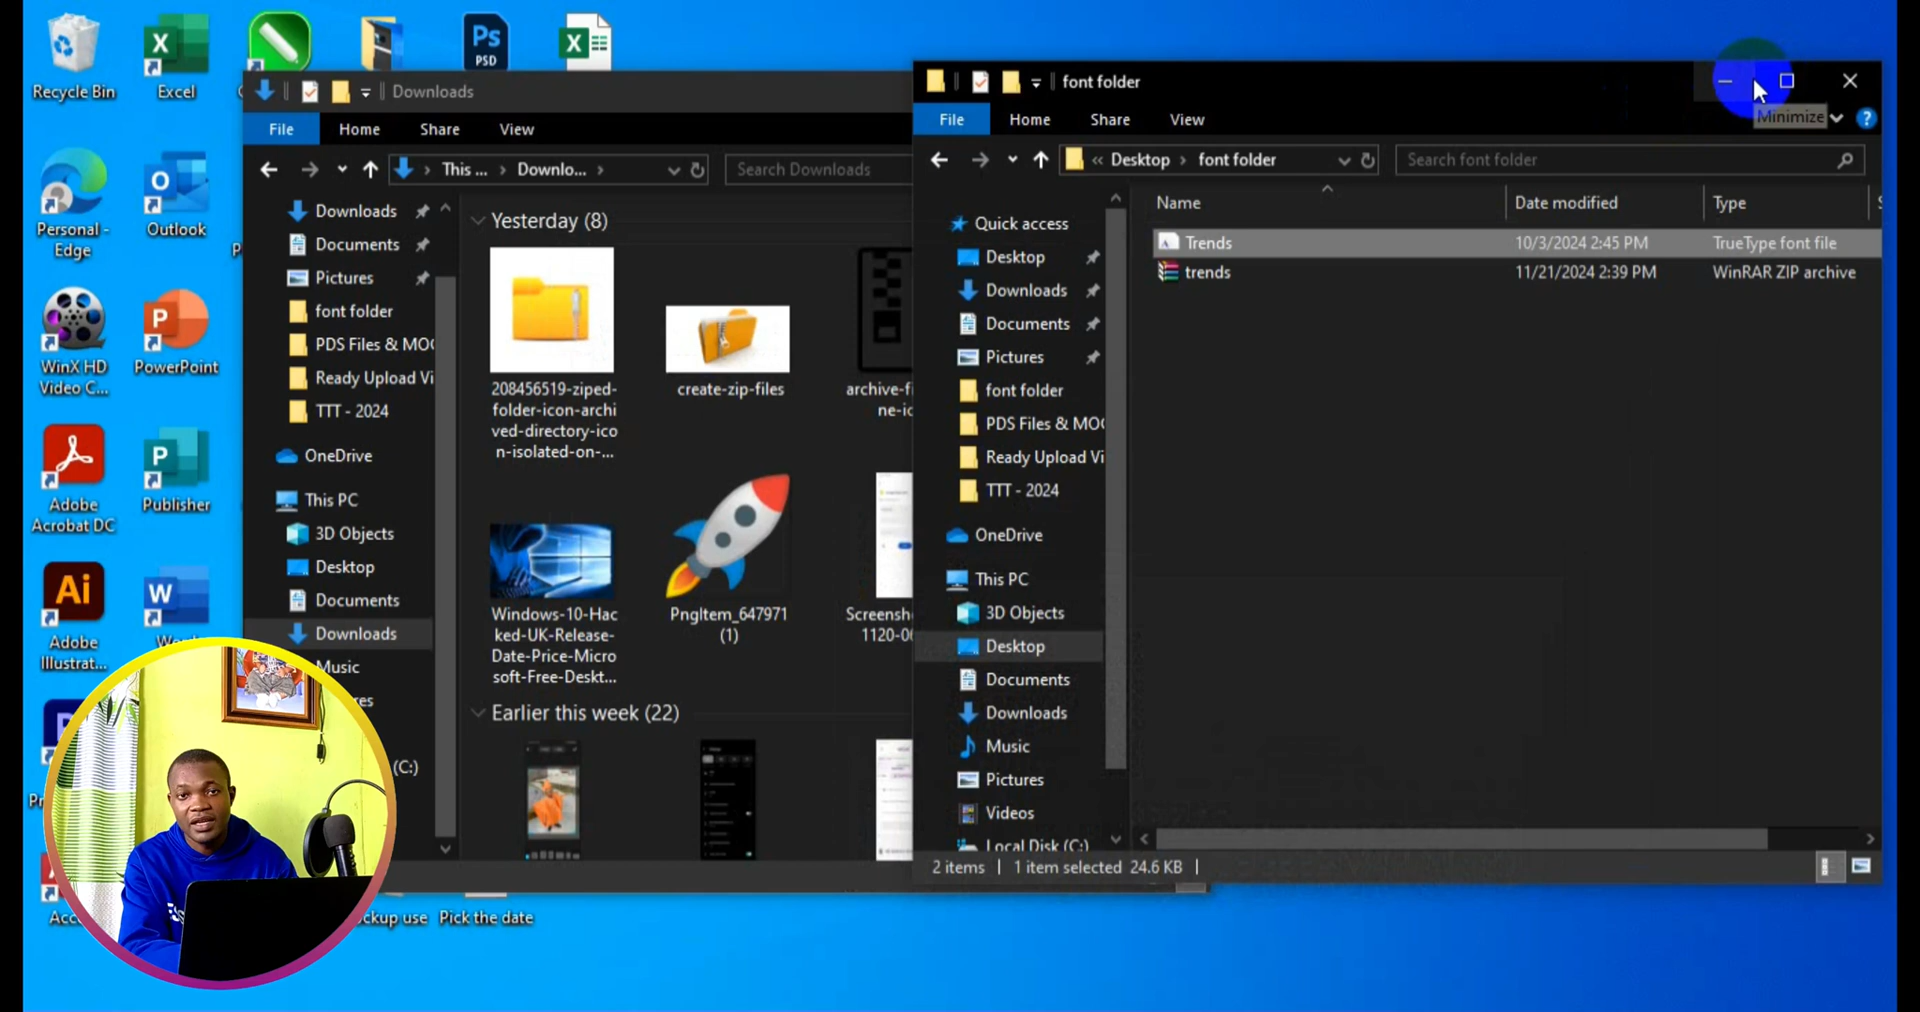 Recycle Bin
Excel
PSD
Ps
Personal -
Edge
Outlook
WinX HD
Video C...
PowerPoint
Adobe
Acrobat DC
Publisher
Ai
Adobe
Illustrat...
Pick the date
Downloads
File
Home
Share
View
This ...
Downlo...
Search Downloads
Downloads
Documents
Pictures
font folder
PDS Files & MO
Ready Upload Vi
TTT - 2024
OneDrive
This PC
3D Objects
Desktop
Documents
Downloads
Music
(C:)
Yesterday (8)
208456519-ziped-
folder-icon-archi
ved-directory-ico
n-isolated-on-...
create-zip-files
archive-fi
ne-ic
Windows-10-Hac
ked-UK-Release-
Date-Price-Micro
soft-Free-Deskt...
PngItem_647971
(1)
Screensh
1120-0
Earlier this week (22)
font folder
Minimize
File
Home
Share
View
Desktop
font folder
Search font folder
Name
Date modified
Type
Trends
10/3/2024 2:45 PM
TrueType font file
trends
11/21/2024 2:39 PM
WinRAR ZIP archive
Quick access
Desktop
Downloads
Documents
Pictures
font folder
PDS Files & MO
Ready Upload Vi
TTT - 2024
OneDrive
This PC
3D Objects
Desktop
Documents
Downloads
Music
Pictures
Videos
Local Disk (C:)
2 items
1 item selected 24.6 KB